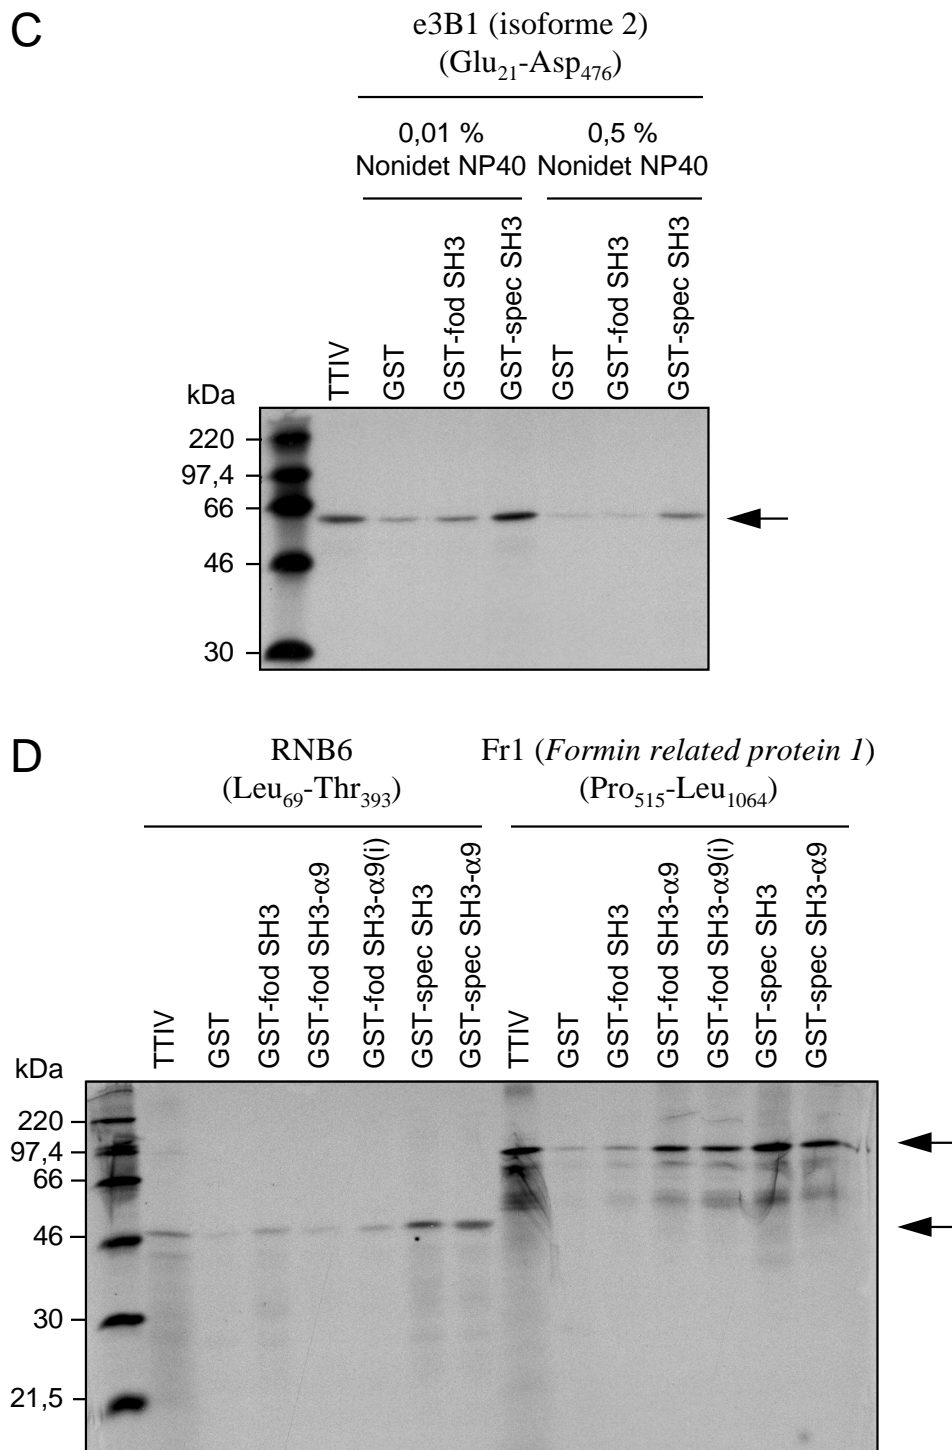 C
e3B1 (isoforme 2)
(Glu21-Asp476)
0,01 % 0,5 %
Nonidet NP40 Nonidet NP40
TTIV
GST
GST-fod SH3
GST-spec SH3
GST
GST-fod SH3
GST-spec SH3
kDa
220
97,4
66
46
30
D
RNB6 Fr1 (Formin related protein 1)
(Leu69-Thr393) (Pro515-Leu1064)
TTIV
GST
GST-fod SH3
GST-fod SH3-α9
GST-fod SH3-α9(i)
GST-spec SH3
GST-spec SH3-α9
TTIV
GST
GST-fod SH3
GST-fod SH3-α9
GST-fod SH3-α9(i)
GST-spec SH3
GST-spec SH3-α9
kDa
220
97,4
66
46
30
21,5